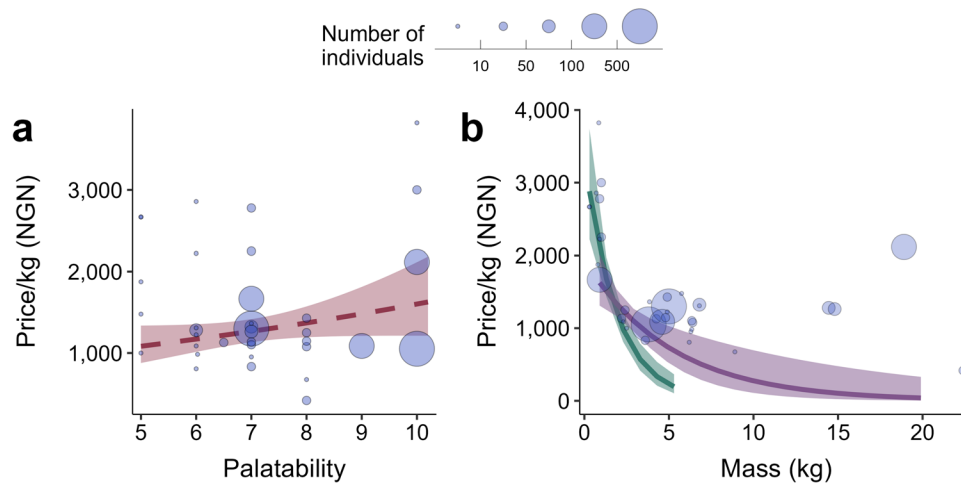 Number of
individuals
10 50 100 500
a
b
Price/kg (NGN)
3,000
2,000
1,000
5 6 7 8 9 10
Palatability
Price/kg (NGN)
4,000
3,000
2,000
1,000
0
0 5 10 15 20
Mass (kg)